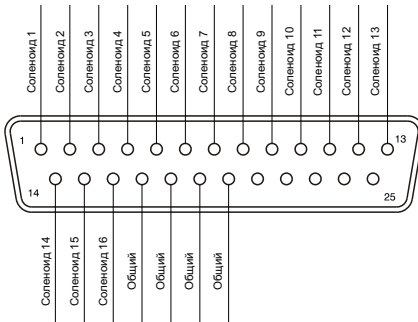 Соленоид 1
Соленоид 2
Соленоид 3
Соленоид 4
Соленоид 5
Соленоид 6
Соленоид 7
Соленоид 8
Соленоид 9
Соленоид 10
Соленоид 11
Соленоид 12
Соленоид 13
1
13
14
25
Соленоид 14
Соленоид 15
Соленоид 16
Общий
Общий
Общий
Общий